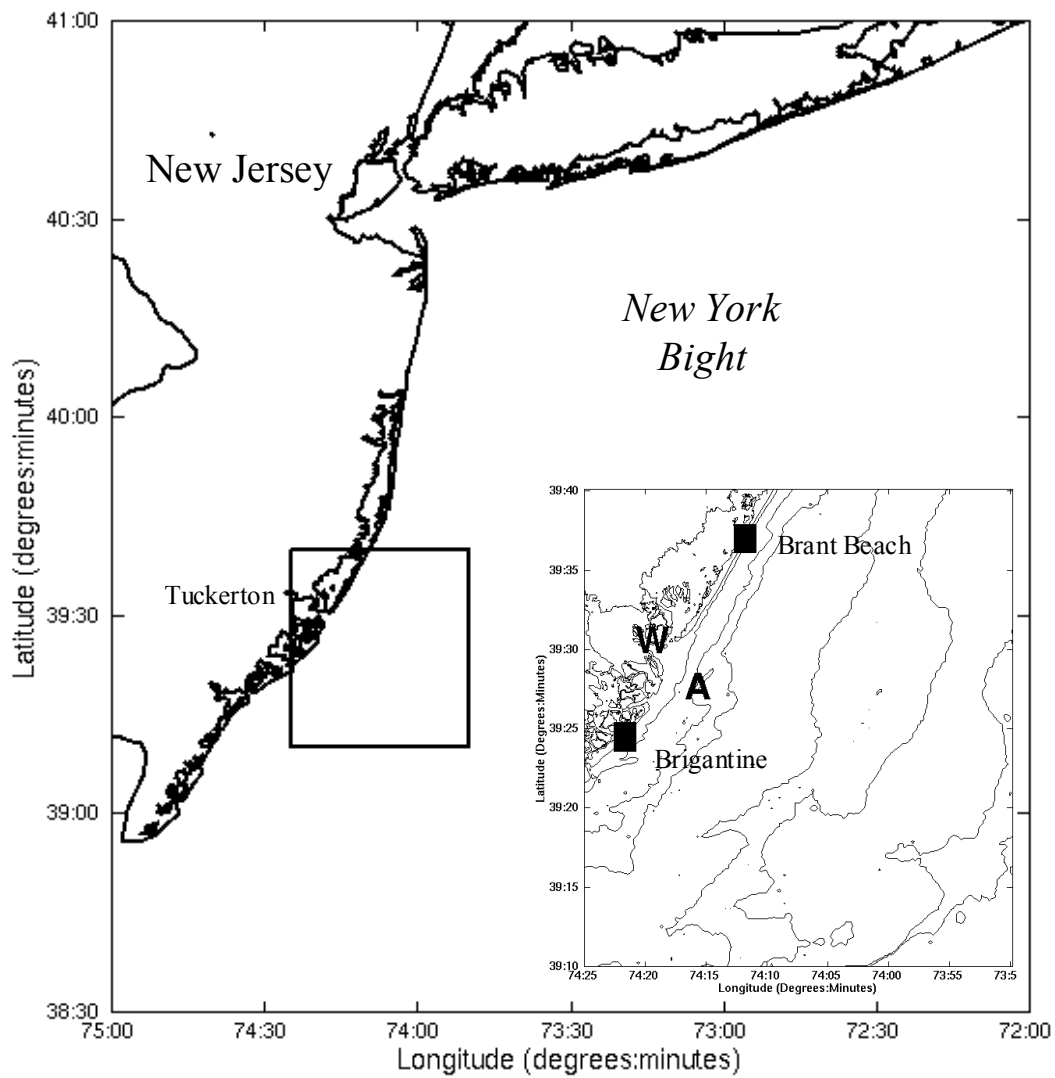 41:00
New Jersey
40:30
New York
Bight
Latitude (degrees:minutes)
40:00
39:40
Brant Beach
39:35
Tuckerton
39:30
W
39:30
Latitude (Degrees:Minutes)
A
39:25
Brigantine
39:20
39:00
39:15
39:10
74:25 74:20 74:15 74:10 74:05 74:00 73:55 73:5
Longitude (Degrees:Minutes)
38:30
75:00 74:30 74:00 73:30 73:00 72:30 72:00
Longitude (degrees:minutes)